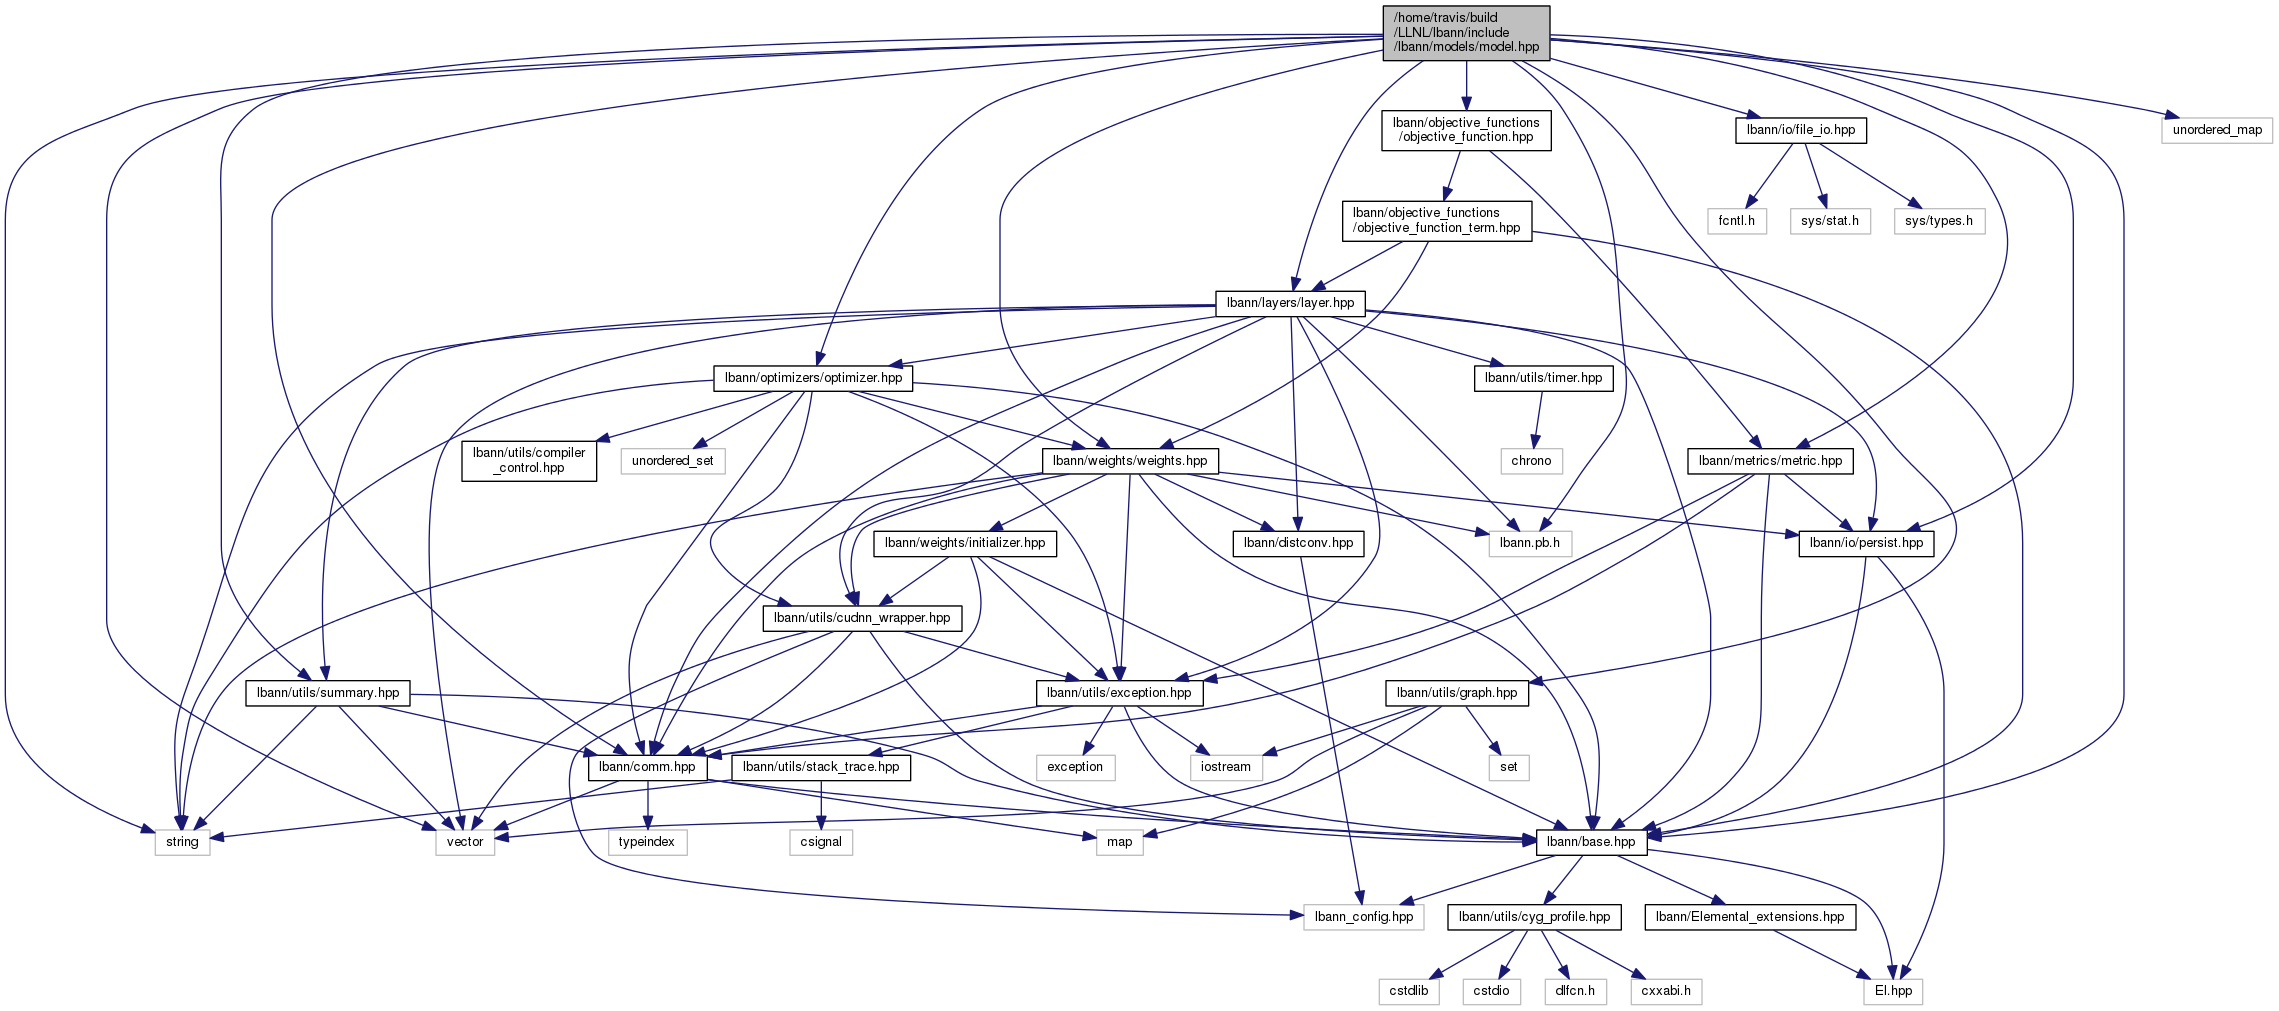 /home/travis/build
/LLNL/lbann/include
/lbann/models/model.hpp
lbann/objective_functions
/objective_function.hpp
lbann/io/file_io.hpp
unordered_map
lbann/objective_functions
/objective_function_term.hpp
fcntl.h
sys/stat.h
sys/types.h
lbann/layers/layer.hpp
lbann/optimizers/optimizer.hpp
lbann/utils/timer.hpp
lbann/utils/compiler
_control.hpp
unordered_set
lbann/weights/weights.hpp
chrono
lbann/metrics/metric.hpp
lbann/weights/initializer.hpp
lbann/distconv.hpp
lbann.pb.h
lbann/io/persist.hpp
lbann/utils/cudnn_wrapper.hpp
lbann/utils/summary.hpp
lbann/utils/exception.hpp
lbann/utils/graph.hpp
lbann/comm.hpp
lbann/utils/stack_trace.hpp
exception
iostream
set
string
vector
typeindex
csignal
map
lbann/base.hpp
lbann_config.hpp
lbann/utils/cyg_profile.hpp
lbann/Elemental_extensions.hpp
cstdlib
cstdio
dlfcn.h
cxxabi.h
El.hpp